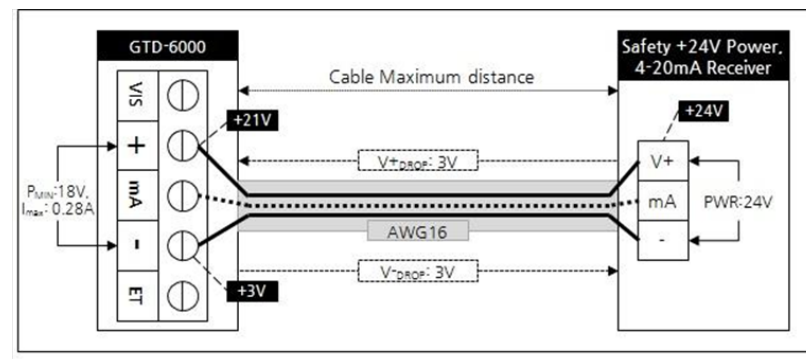 GTD-6000
Safety +24V Power,
4-20mA Receiver
Cable Maximum distance
VIS
+
mA
-
ET
+21V
+24V
V+DROP: 3V
V+
mA
-
PMIN:18V,
Imax: 0.28A
PWR:24V
AWG16
V-DROP: 3V
+3V